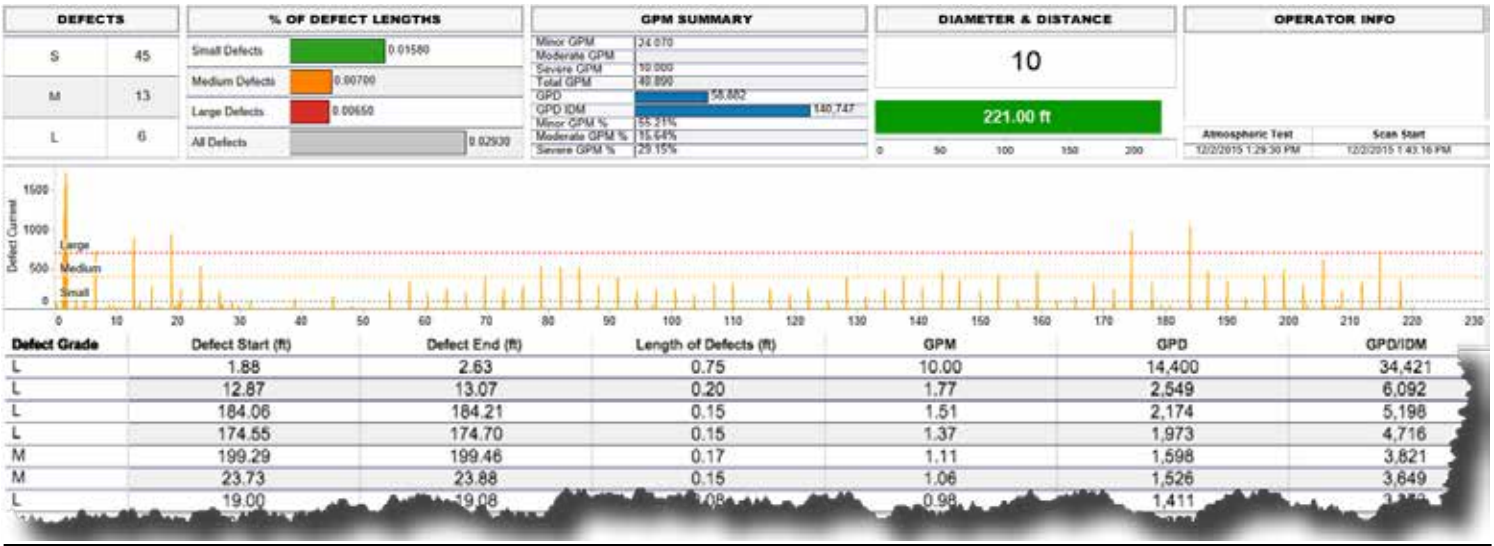 DEFECTS
S 45
M 13
L 6
% OF DEFECT LENGTHS
Small Defects 0.01580
Medium Defects 0.00700
Large Defects 0.00650
All Defects 0.02930
GPM SUMMARY
Minor GPM
Moderate GPM
Severe GPM 10.000
Total GPM 40.890
GPD 58,882
GPD IDM 140,747
Minor GPM % 55.21%
Moderate GPM % 15.64%
Severe GPM % 29.15%
DIAMETER & DISTANCE
10
221.00 ft
0 50 100 150 200
OPERATOR INFO
Atmospheric Test Scan Start
12/2/2015 1:29:30 PM 12/2/2015 1:43:16 PM
Defect Current
1500
1000
Large
500
Medium
Small
0
0 10 20 30 40 50 60 70 80 90 100 110 120 130 140 150 160 170 180 190 200 210 220 230
Defect Grade Defect Start (ft) Defect End (ft) Length of Defects (ft) GPM GPD GPD/IDM
L 1.88 2.63 0.75 10.00 14,400 34,421
L 12.87 13.07 0.20 1.77 2,549 6,092
L 184.06 184.21 0.15 1.51 2,174 5,198
L 174.55 174.70 0.15 1.37 1,973 4,716
M 199.29 199.46 0.17 1.11 1,598 3,821
M 23.73 23.88 0.15 1.06 1,526 3,649
L 19.00 19.08 0.08 0.98 1,411